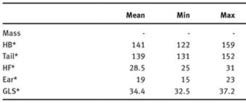 Mean Min Max
Mass - - -
HB* 141 122 159
Tail* 139 131 152
HF* 28.5 25 31
Ear* 19 15 23
GLS* 34.4 32.5 37.2